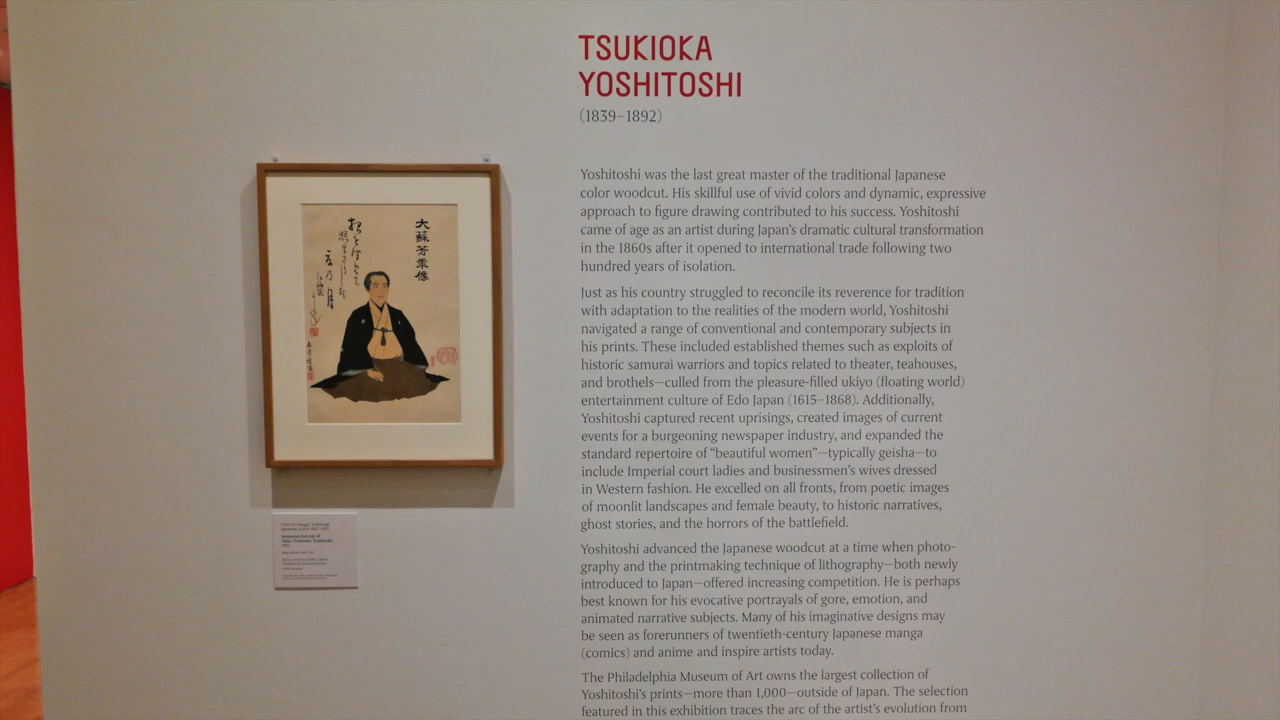 TSUKIOKA
YOSHITOSHI
(1839–1892)
Yoshitoshi was the last great master of the traditional Japanese
color woodcut. His skillful use of vivid colors and dynamic, expressive
approach to figure drawing contributed to his success. Yoshitoshi
came of age as an artist during Japan's dramatic cultural transformation
in the 1860s after it opened to international trade following two
hundred years of isolation.
Just as his country struggled to reconcile its reverence for tradition
with adaptation to the realities of the modern world, Yoshitoshi
navigated a range of conventional and contemporary subjects in
his prints. These included established themes such as exploits of
historic samurai warriors and topics related to theater, teahouses,
and brothels—culled from the pleasure-filled ukiyo (floating world)
entertainment culture of Edo Japan (1615–1868). Additionally,
Yoshitoshi captured recent uprisings, created images of current
events for a burgeoning newspaper industry, and expanded the
standard repertoire of “beautiful women”—typically geisha—to
include Imperial court ladies and businessmen's wives dressed
in Western fashion. He excelled on all fronts, from poetic images
of moonlit landscapes and female beauty, to historic narratives,
ghost stories, and the horrors of the battlefield.
Yoshitoshi advanced the Japanese woodcut at a time when photo-
graphy and the printmaking technique of lithography—both newly
introduced to Japan—offered increasing competition. He is perhaps
best known for his evocative portrayals of gore, emotion, and
animated narrative subjects. Many of his imaginative designs may
be seen as forerunners of twentieth-century Japanese manga
(comics) and anime and inspire artists today.
The Philadelphia Museum of Art owns the largest collection of
Yoshitoshi's prints—more than 1,000—outside of Japan. The selection
featured in this exhibition traces the arc of the artist's evolution from
大蘇芳年像
Memorial Portrait of